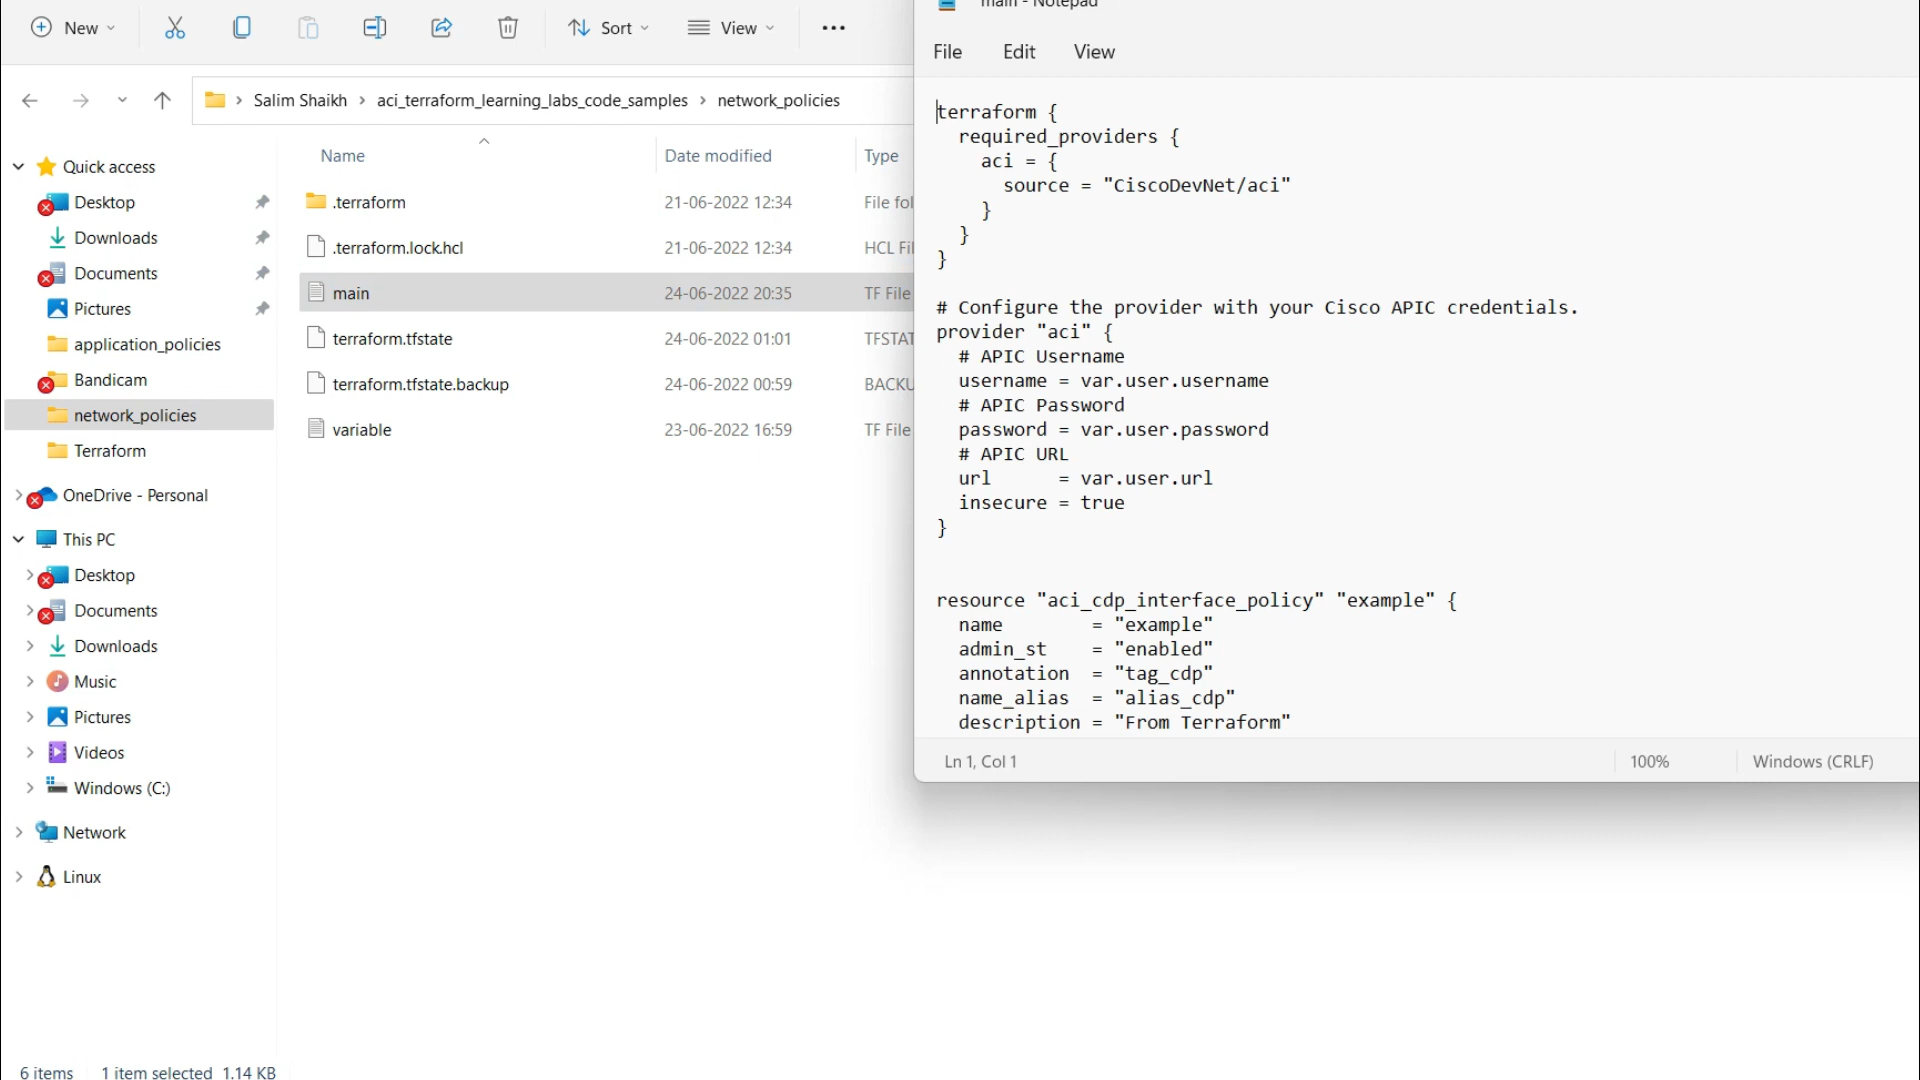 New
Sort
View
Salim Shaikh > aci_terraform_learning_labs_code_samples > network_policies
Quick access
Desktop
Downloads
Documents
Pictures
application_policies
Bandicam
network_policies
Terraform
OneDrive - Personal
This PC
Desktop
Documents
Downloads
Music
Pictures
Videos
Windows (C:)
Network
Linux
Name Date modified Type
.terraform 21-06-2022 12:34 File fol
.terraform.lock.hcl 21-06-2022 12:34 HCL Fil
main 24-06-2022 20:35 TF File
terraform.tfstate 24-06-2022 01:01 TFSTAT
terraform.tfstate.backup 24-06-2022 00:59 BACKU
variable 23-06-2022 16:59 TF File
6 items 1 item selected 1.14 KB
main - Notepad
File Edit View
terraform {
  required_providers {
    aci = {
      source = "CiscoDevNet/aci"
    }
  }
}
# Configure the provider with your Cisco APIC credentials.
provider "aci" {
  # APIC Username
  username = var.user.username
  # APIC Password
  password = var.user.password
  # APIC URL
  url      = var.user.url
  insecure = true
}
resource "aci_cdp_interface_policy" "example" {
  name        = "example"
  admin_st    = "enabled"
  annotation  = "tag_cdp"
  name_alias  = "alias_cdp"
  description = "From Terraform"
Ln 1, Col 1 100% Windows (CRLF)